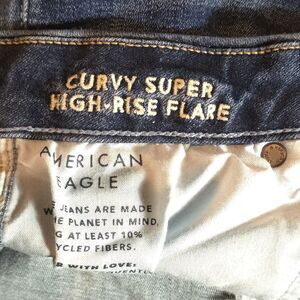 CURVY SUPER
HIGH-RISE FLARE
AMERICAN
EAGLE
JEANS ARE MADE
PLANET IN MIND,
G AT LEAST 10%
YCLED FIBERS.
R WITH LOVE: